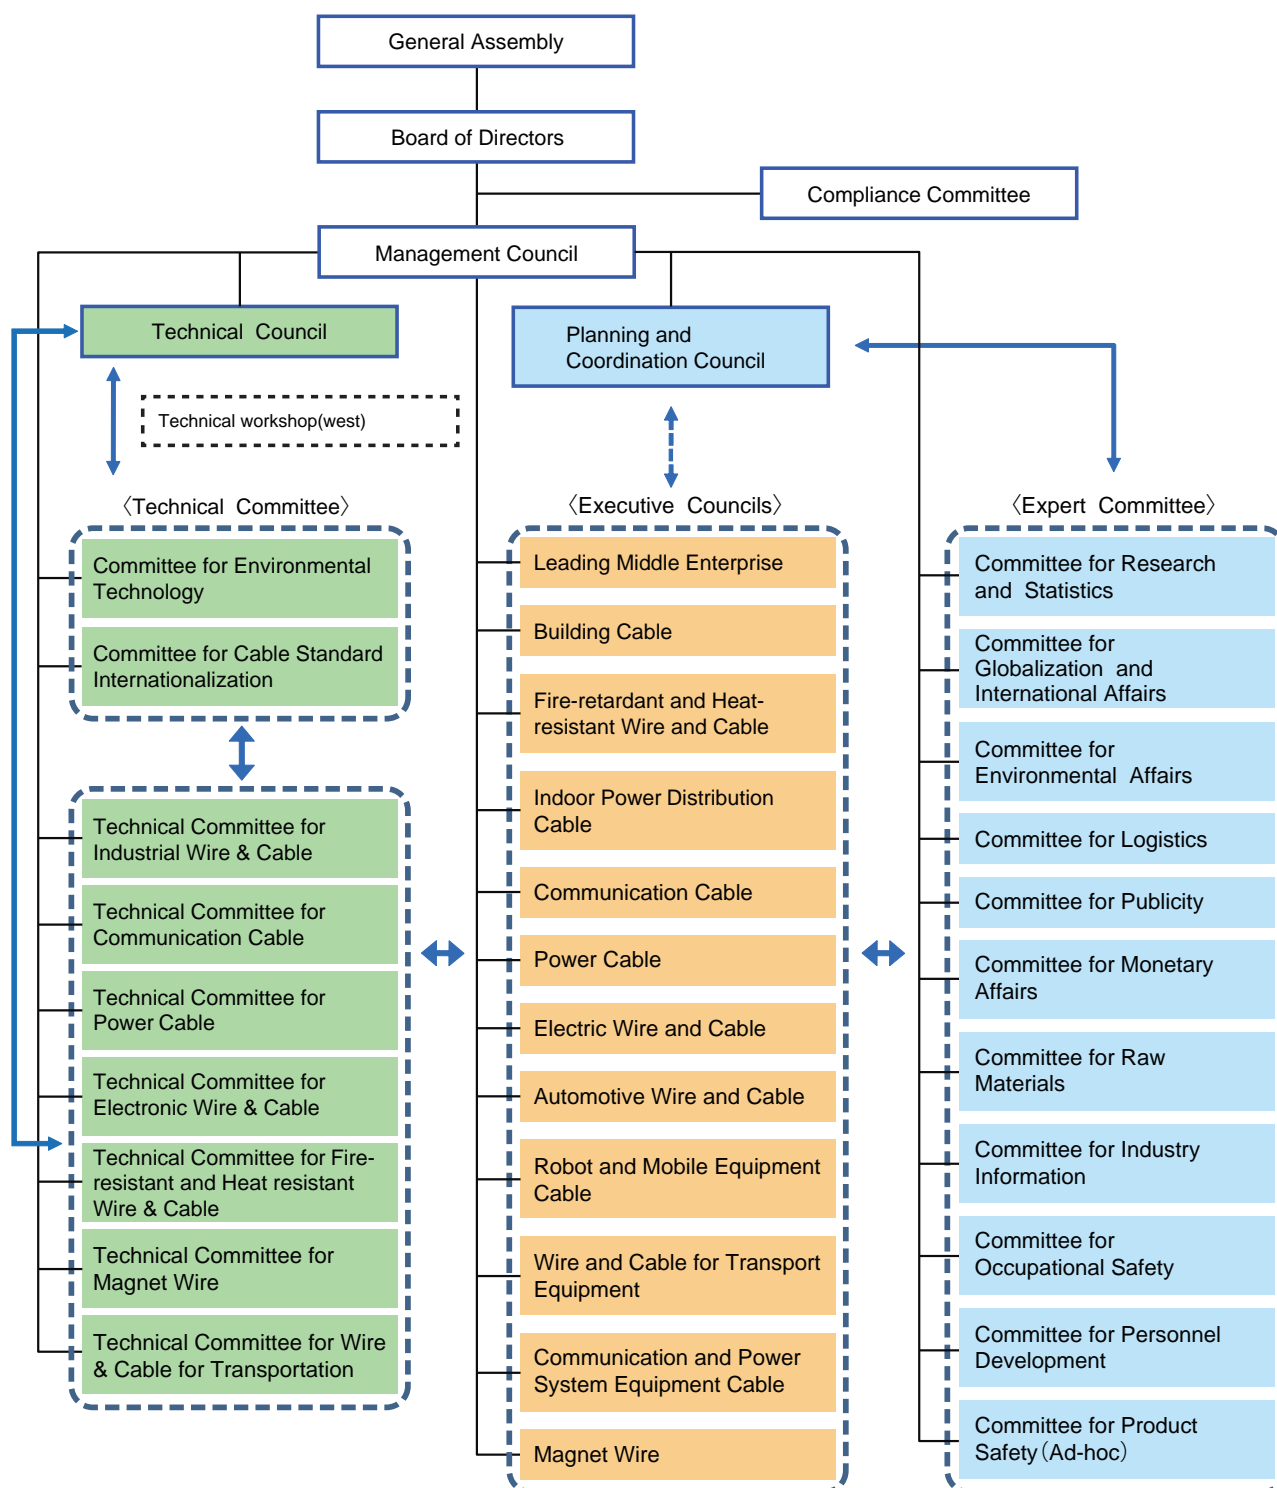 General Assembly
Board of Directors
Compliance Committee
Management Council
Technical Council
Planning and
Coordination Council
Technical workshop(west)
〈Technical Committee〉
Committee for Environmental
Technology
Committee for Cable Standard
Internationalization
Technical Committee for
Industrial Wire & Cable
Technical Committee for
Communication Cable
Technical Committee for
Power Cable
Technical Committee for
Electronic Wire & Cable
Technical Committee for Fire-
resistant and Heat resistant
Wire & Cable
Technical Committee for
Magnet Wire
Technical Committee for Wire
& Cable for Transportation
〈Executive Councils〉
Leading Middle Enterprise
Building Cable
Fire-retardant and Heat-
resistant Wire and Cable
Indoor Power Distribution
Cable
Communication Cable
Power Cable
Electric Wire and Cable
Automotive Wire and Cable
Robot and Mobile Equipment
Cable
Wire and Cable for Transport
Equipment
Communication and Power
System Equipment Cable
Magnet Wire
〈Expert Committee〉
Committee for Research
and Statistics
Committee for
Globalization and
International Affairs
Committee for
Environmental Affairs
Committee for Logistics
Committee for Publicity
Committee for Monetary
Affairs
Committee for Raw
Materials
Committee for Industry
Information
Committee for
Occupational Safety
Committee for Personnel
Development
Committee for Product
Safety（Ad-hoc）